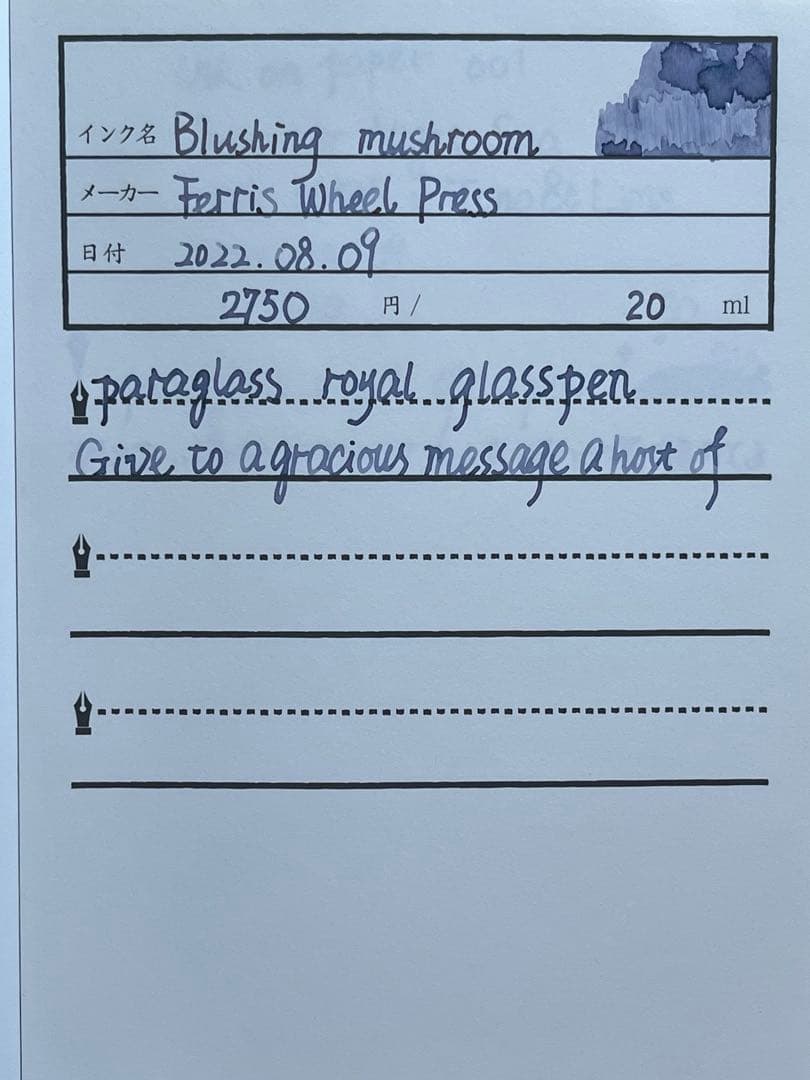 インク名 Blushing mushroom
メーカー Ferris Wheel Press
日付 2022.08.09
2750 円 / 20 ml
paraglass royal glasspen
Give to a gracious message a host of